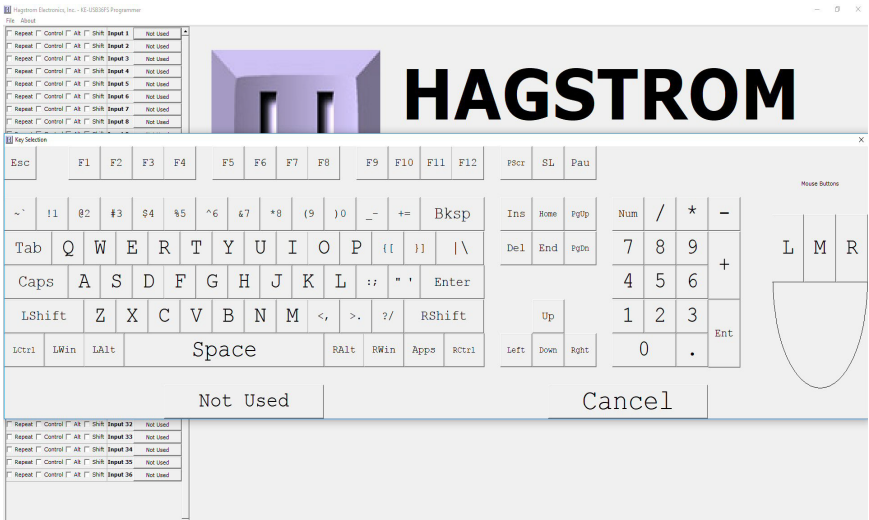 Hagstrom Electronics, Inc. - KE-USB36FS Programmer
File About
Repeat Control Alt Shift Input 1 Not Used
Repeat Control Alt Shift Input 2 Not Used
Repeat Control Alt Shift Input 3 Not Used
Repeat Control Alt Shift Input 4 Not Used
Repeat Control Alt Shift Input 5 Not Used
Repeat Control Alt Shift Input 6 Not Used
Repeat Control Alt Shift Input 7 Not Used
Repeat Control Alt Shift Input 8 Not Used
HAGSTROM
Key Selection
Esc F1 F2 F3 F4 F5 F6 F7 F8 F9 F10 F11 F12 PScr SL Pau
Mouse Buttons
~` !1 @2 #3 $4 %5 ^6 &7 *8 (9 )0 _- += Bksp Ins Home PgUp Num / * -
Tab Q W E R T Y U I O P {[ }] |\ Del End PgDn 7 8 9 + L M R
Caps A S D F G H J K L :; "' Enter 4 5 6
LShift Z X C V B N M <, >. ?/ RShift Up 1 2 3 Ent
LCtrl LWin LAlt Space RAlt RWin Apps RCtrl Left Down Rght 0 .
Not Used Cancel
Repeat Control Alt Shift Input 32 Not Used
Repeat Control Alt Shift Input 33 Not Used
Repeat Control Alt Shift Input 34 Not Used
Repeat Control Alt Shift Input 35 Not Used
Repeat Control Alt Shift Input 36 Not Used